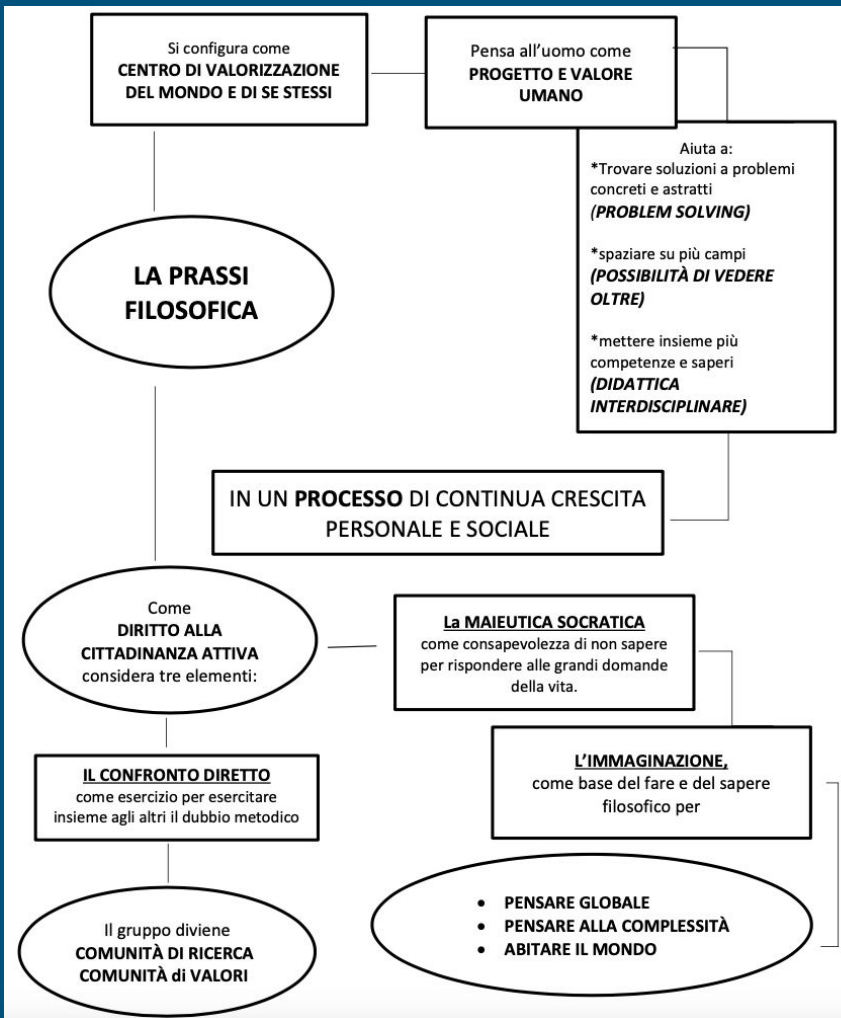 Si configura come
CENTRO DI VALORIZZAZIONE
DEL MONDO E DI SE STESSI
Pensa all’uomo come
PROGETTO E VALORE
UMANO
Aiuta a:
*Trovare soluzioni a problemi
concreti e astratti
(PROBLEM SOLVING)
*spaziare su più campi
(POSSIBILITÀ DI VEDERE
OLTRE)
*mettere insieme più
competenze e saperi
(DIDATTICA
INTERDISCIPLINARE)
LA PRASSI
FILOSOFICA
IN UN PROCESSO DI CONTINUA CRESCITA
PERSONALE E SOCIALE
Come
DIRITTO ALLA
CITTADINANZA ATTIVA
considera tre elementi:
La MAIEUTICA SOCRATICA
come consapevolezza di non sapere
per rispondere alle grandi domande
della vita.
IL CONFRONTO DIRETTO
come esercizio per esercitare
insieme agli altri il dubbio metodico
L’IMMAGINAZIONE,
come base del fare e del sapere
filosofico per
Il gruppo diviene
COMUNITÀ DI RICERCA
COMUNITÀ di VALORI
• PENSARE GLOBALE
• PENSARE ALLA COMPLESSITÀ
• ABITARE IL MONDO